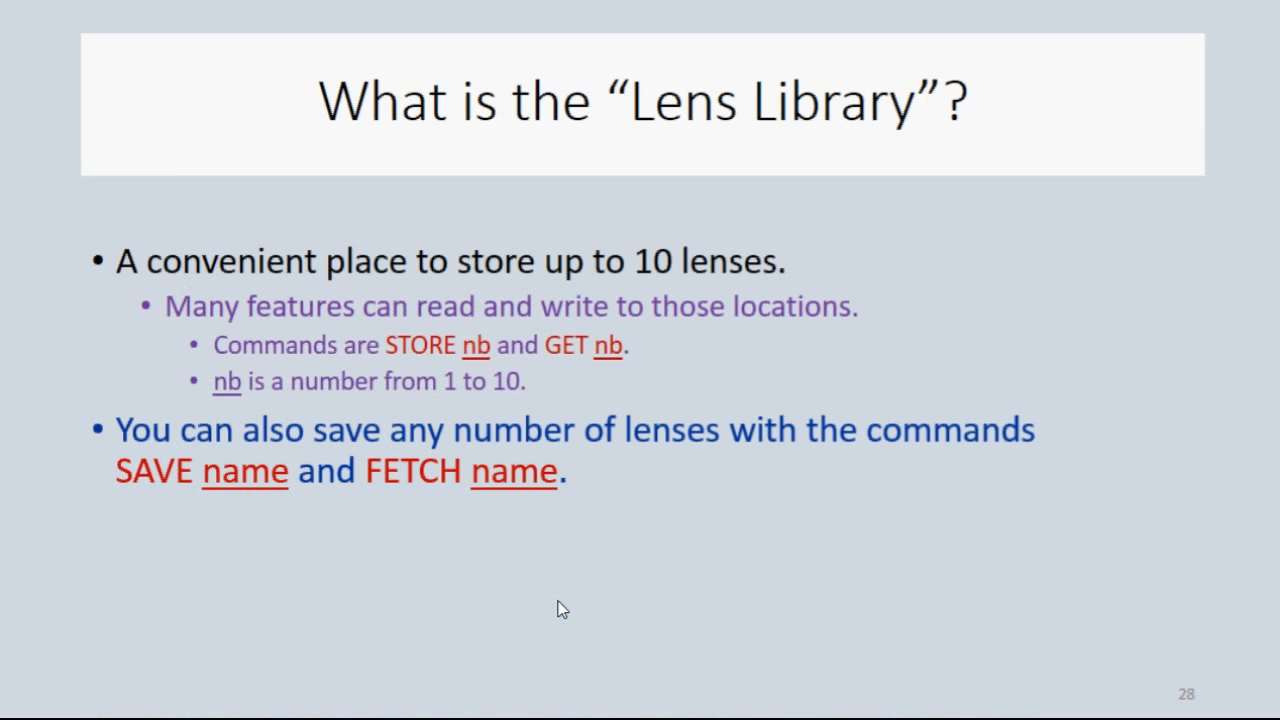 What is the “Lens Library”?
• A convenient place to store up to 10 lenses.
• Many features can read and write to those locations.
• Commands are STORE nb and GET nb.
• nb is a number from 1 to 10.
• You can also save any number of lenses with the commands
SAVE name and FETCH name.
28